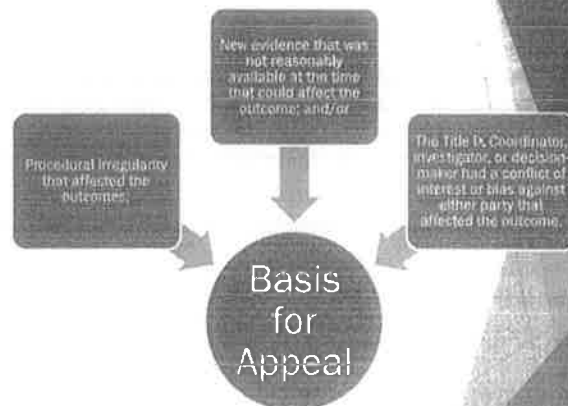 New evidence that was
not reasonably
available at the time
that could affect the
outcome; and/or
Procedural irregularity
that affected the
outcomes;
The Title IX Coordinator,
investigator, or decision-
maker had a conflict of
interest or bias against
either party that
affected the outcome.
Basis
for
Appeal